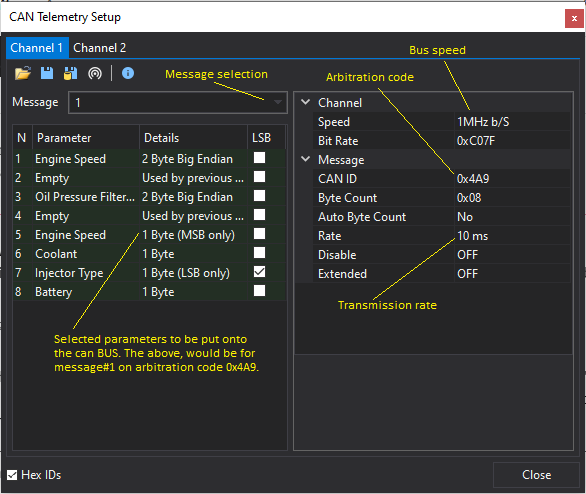 CAN Telemetry Setup
Channel 1 Channel 2
Message selection
Bus speed
Arbitration code
Message 1
N Parameter Details LSB
1 Engine Speed 2 Byte Big Endian
2 Empty Used by previous ...
3 Oil Pressure Filter... 2 Byte Big Endian
4 Empty Used by previous ...
5 Engine Speed 1 Byte (MSB only)
6 Coolant 1 Byte
7 Injector Type 1 Byte (LSB only)
8 Battery 1 Byte
Selected parameters to be put onto
the can BUS. The above, would be for
message#1 on arbitration code 0x4A9.
Channel
Speed 1MHz b/S
Bit Rate 0xC07F
Message
CAN ID 0x4A9
Byte Count 0x08
Auto Byte Count No
Rate 10 ms
Disable OFF
Extended OFF
Transmission rate
Hex IDs
Close